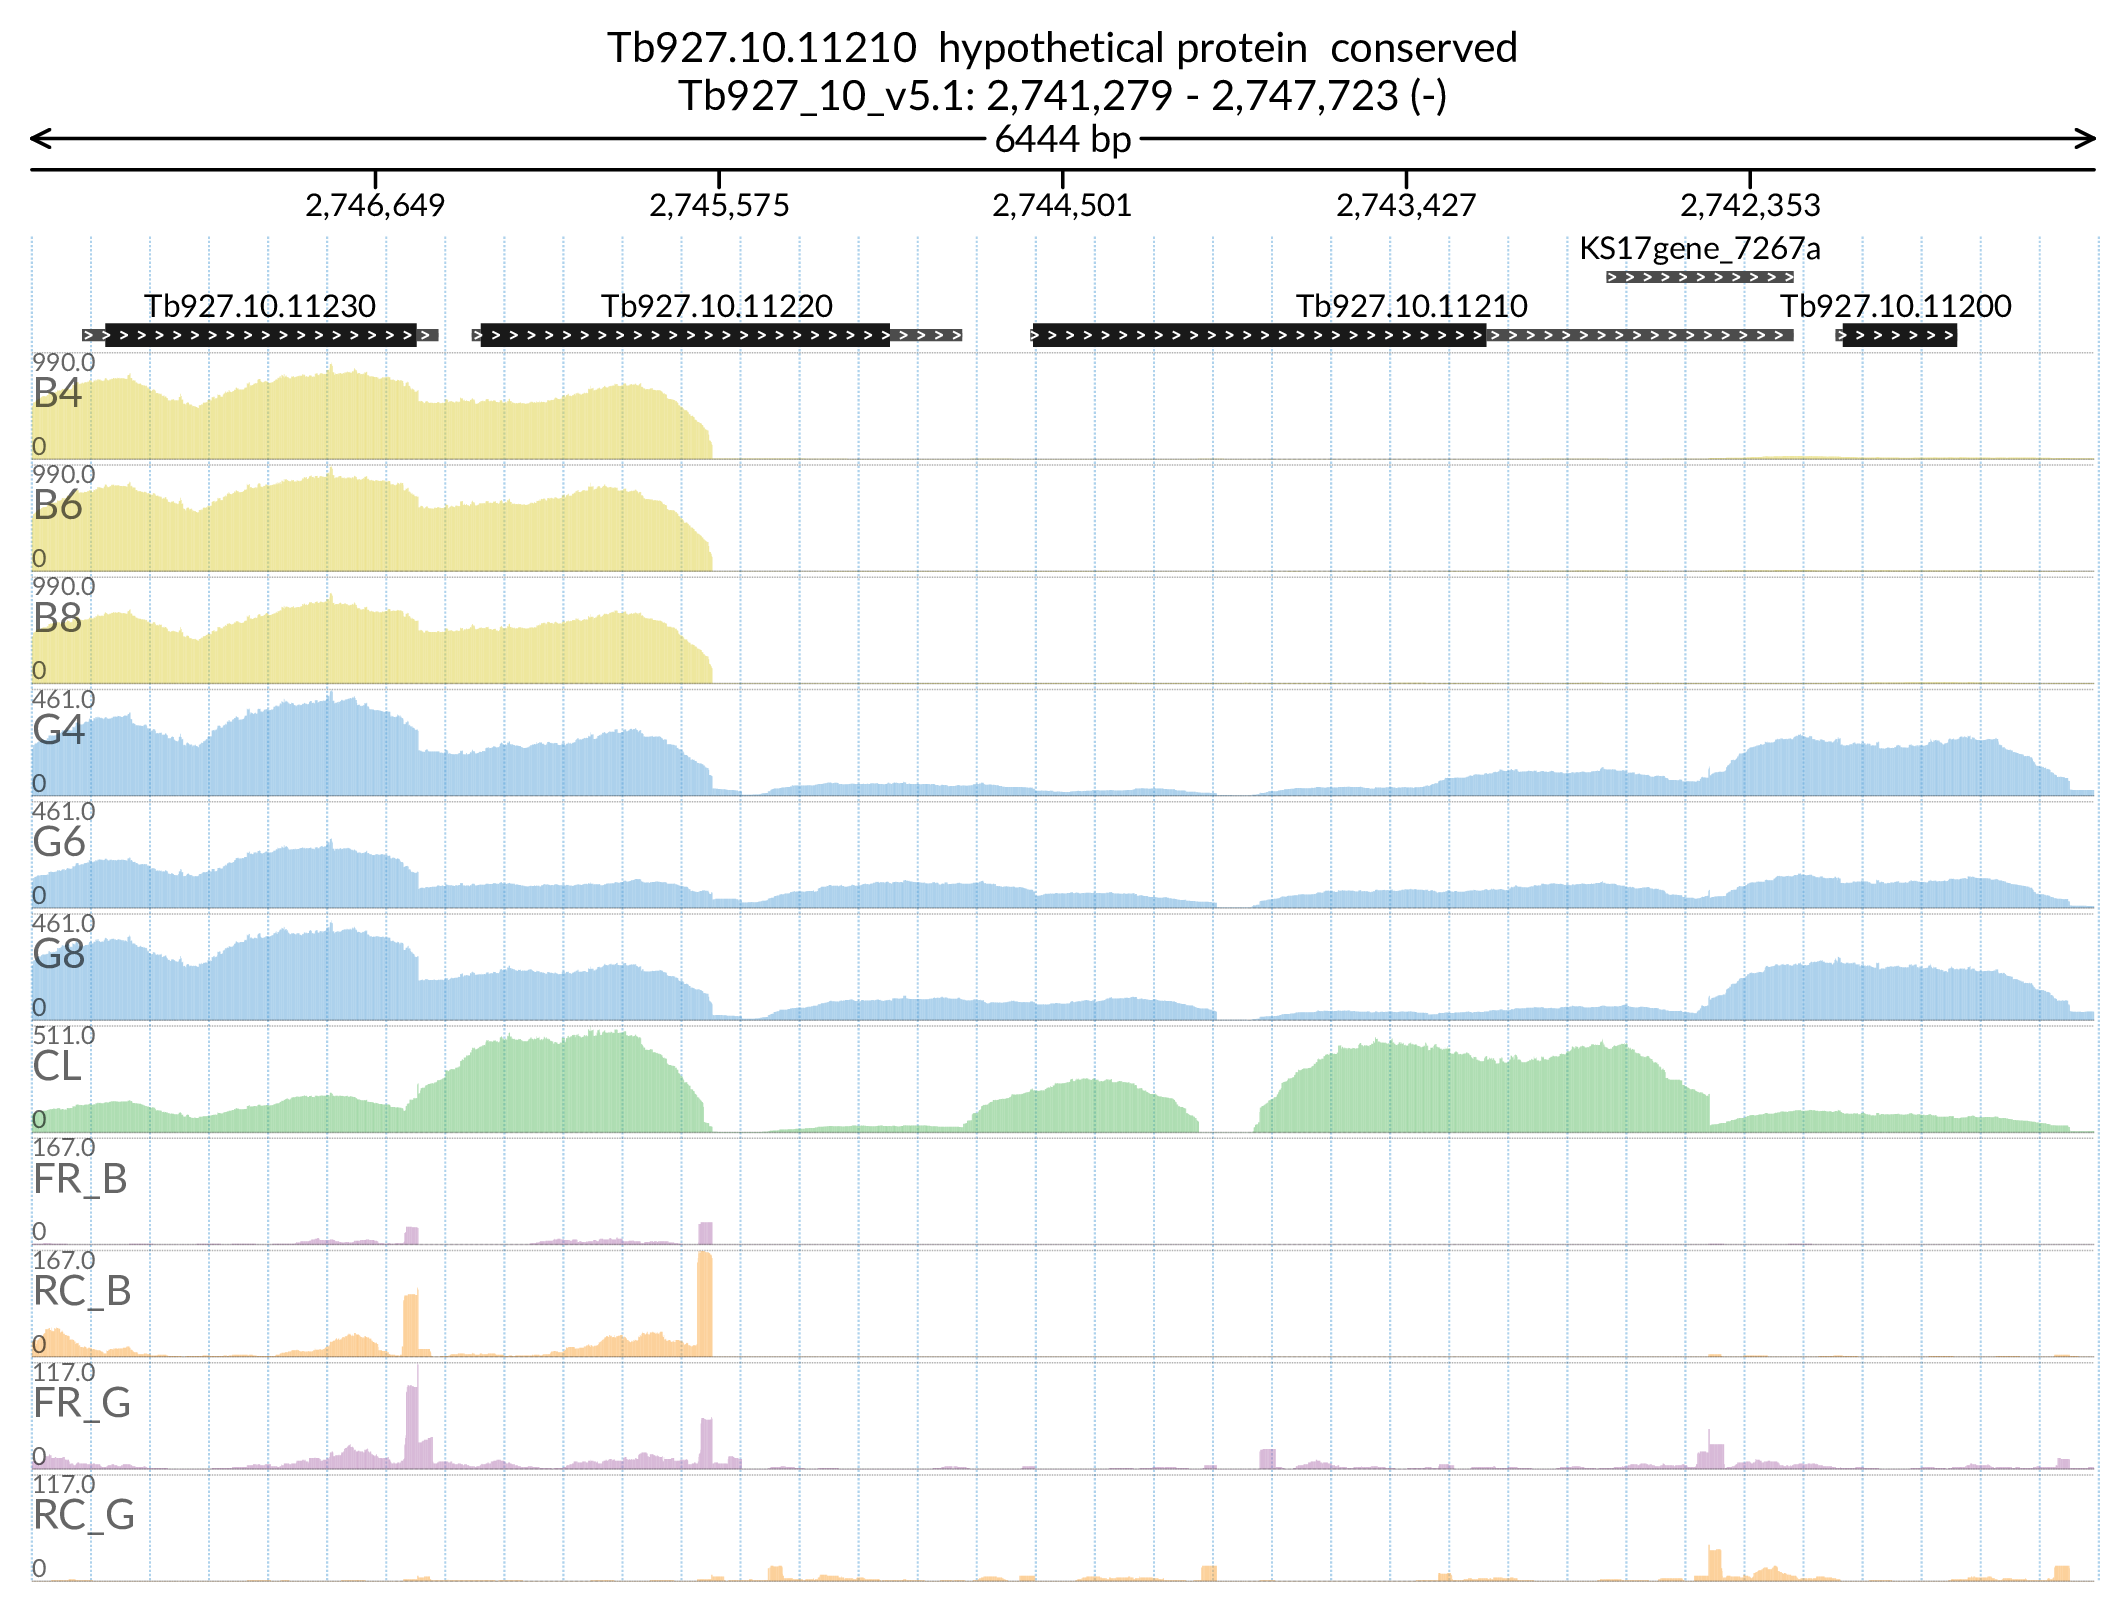 Tb927.10.11210  hypothetical protein  conserved
Tb927_10_v5.1: 2,741,279 - 2,747,723 (-)
6444 bp
2,746,649 2,745,575 2,744,501 2,743,427 2,742,353
KS17gene_7267a
Tb927.10.11230 Tb927.10.11220 Tb927.10.11210 Tb927.10.11200
990.0
B4
0
990.0
B6
0
990.0
B8
0
461.0
G4
0
461.0
G6
0
461.0
G8
0
511.0
CL
0
167.0
FR_B
0
167.0
RC_B
0
117.0
FR_G
0
117.0
RC_G
0